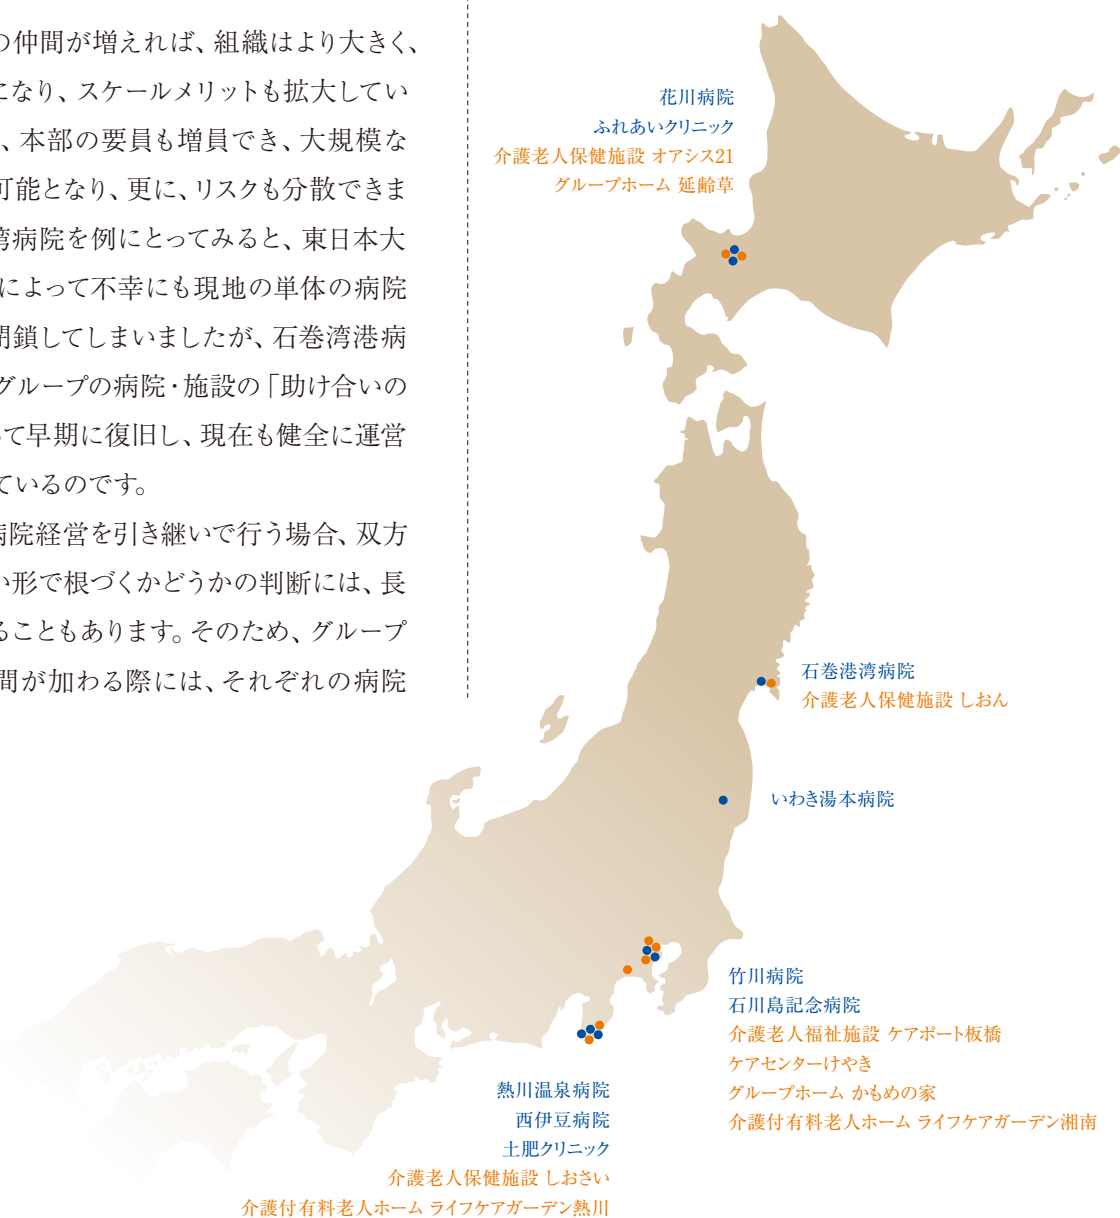 の仲間が増えれば、組織はより大きく、
になり、スケールメリットも拡大してい
、本部の要員も増員でき、大規模な
可能となり、更に、リスクも分散できま
湾病院を例にとってみると、東日本大
によって不幸にも現地の単体の病院
閉鎖してしまいましたが、石巻湾港病
グループの病院・施設の「助け合いの
って早期に復旧し、現在も健全に運営
ているのです。
病院経営を引き継いで行う場合、双方
い形で根づくかどうかの判断には、長
ることもあります。そのため、グループ
間が加わる際には、それぞれの病院
花川病院
ふれあいクリニック
介護老人保健施設 オアシス21
グループホーム 延齢草
石巻港湾病院
介護老人保健施設 しおん
いわき湯本病院
竹川病院
石川島記念病院
介護老人福祉施設 ケアポート板橋
ケアセンターけやき
グループホーム かもめの家
介護付有料老人ホーム ライフケアガーデン湘南
熱川温泉病院
西伊豆病院
土肥クリニック
介護老人保健施設 しおさい
介護付有料老人ホーム ライフケアガーデン熱川